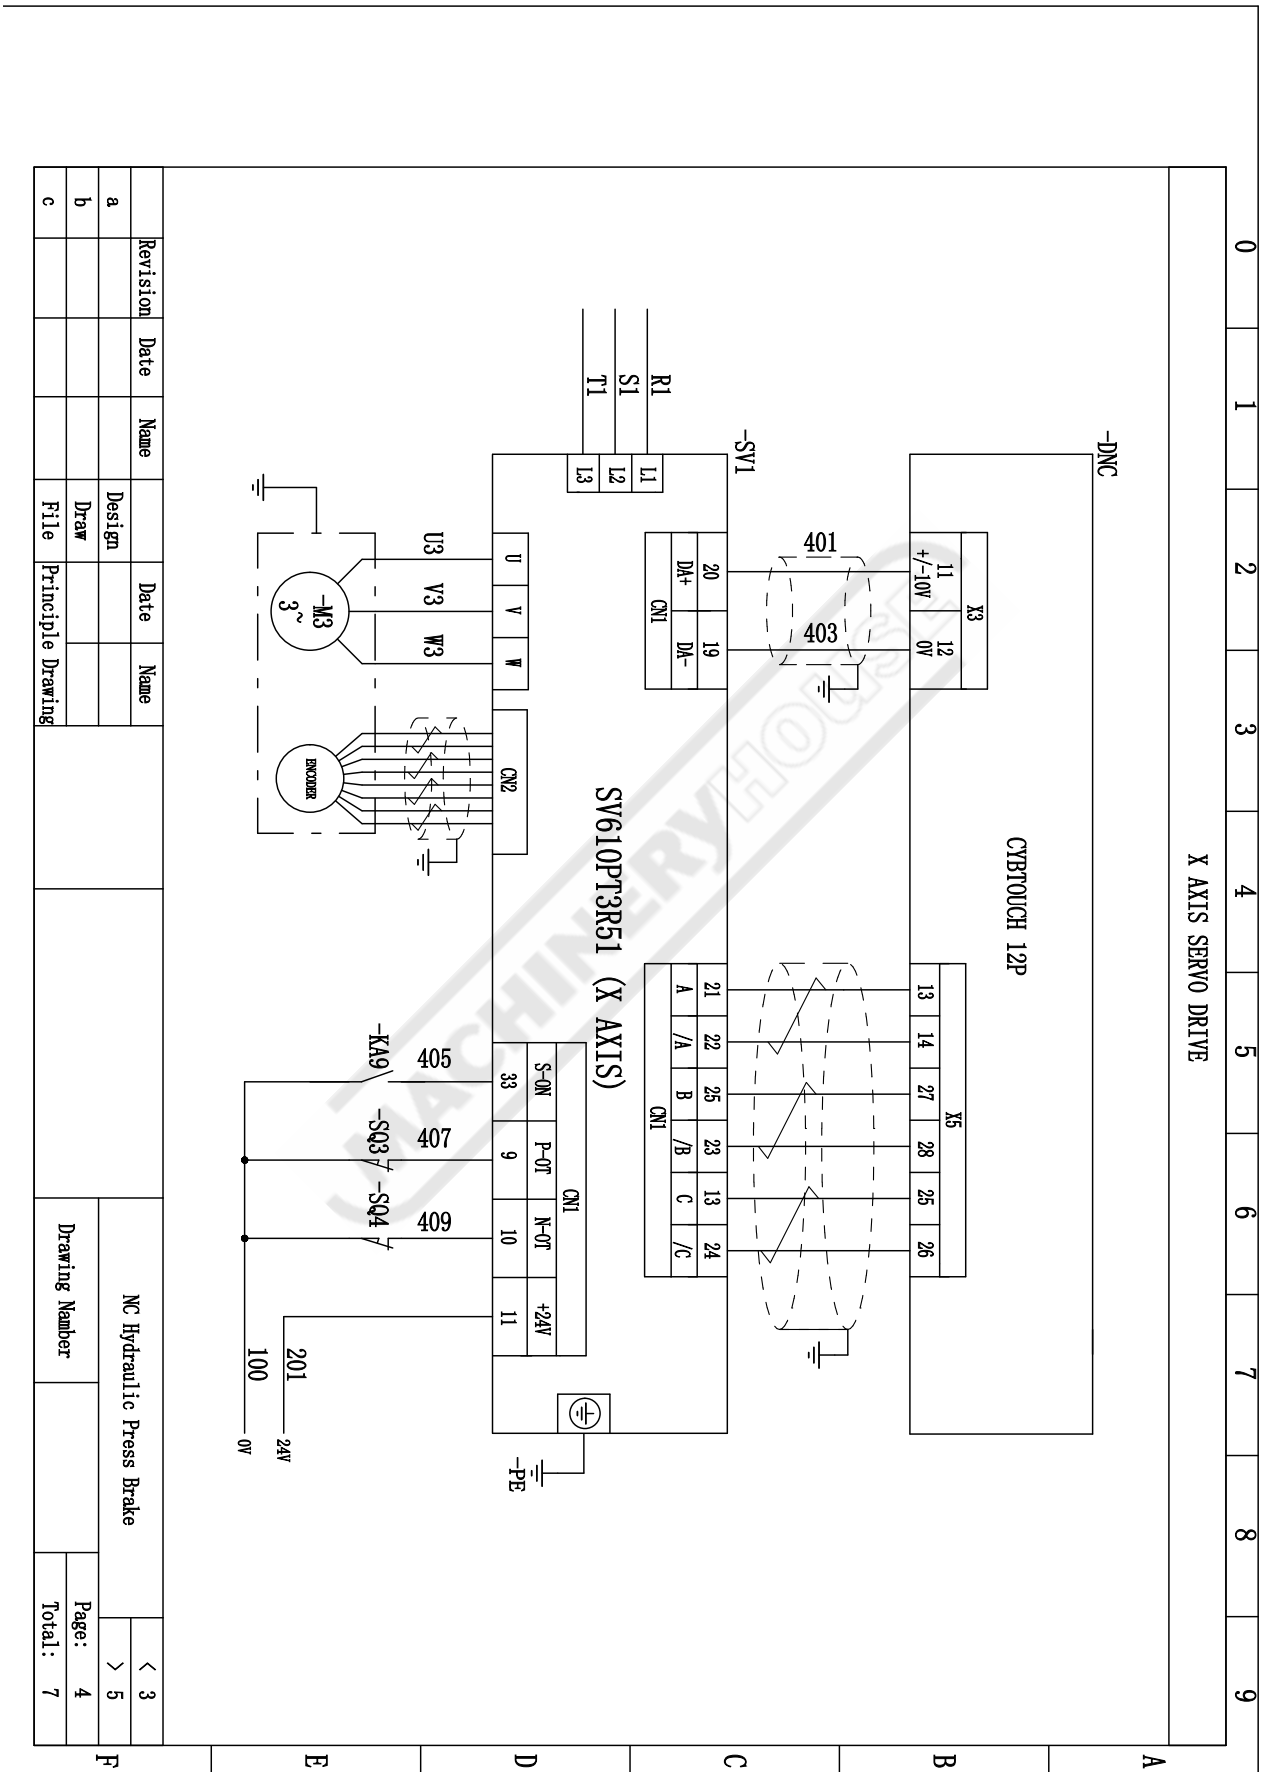 0 1 2 3 4 5 6 7 8 9
X AXIS SERVO DRIVE
A
B
C
D
E
F
-DNC
CYBTOUCH 12P
X3
11 12
+/-10V 0V
X5
13 14 27 28 25 26
401 403
-SV1
20 19
DA+ DA-
CN1
21 22 25 23 13 24
A /A B /B C /C
CN1
R1
S1
T1
L1
L2
L3
SV610PT3R51 (X AXIS)
U V W
CN2
CN1
S-ON P-OT N-OT +24V
33 9 10 11
-PE
U3 V3 W3
405 407 409
-KA9 -SQ3 -SQ4
-M3
3~
ENCODER
201 24V
100 0V
MACHINERYHOUSE
Revision Date Name Date Name
a Design
b Draw
c File Principle Drawing
NC Hydraulic Press Brake
Drawing Namber
< 3
> 5
Page: 4
Total: 7